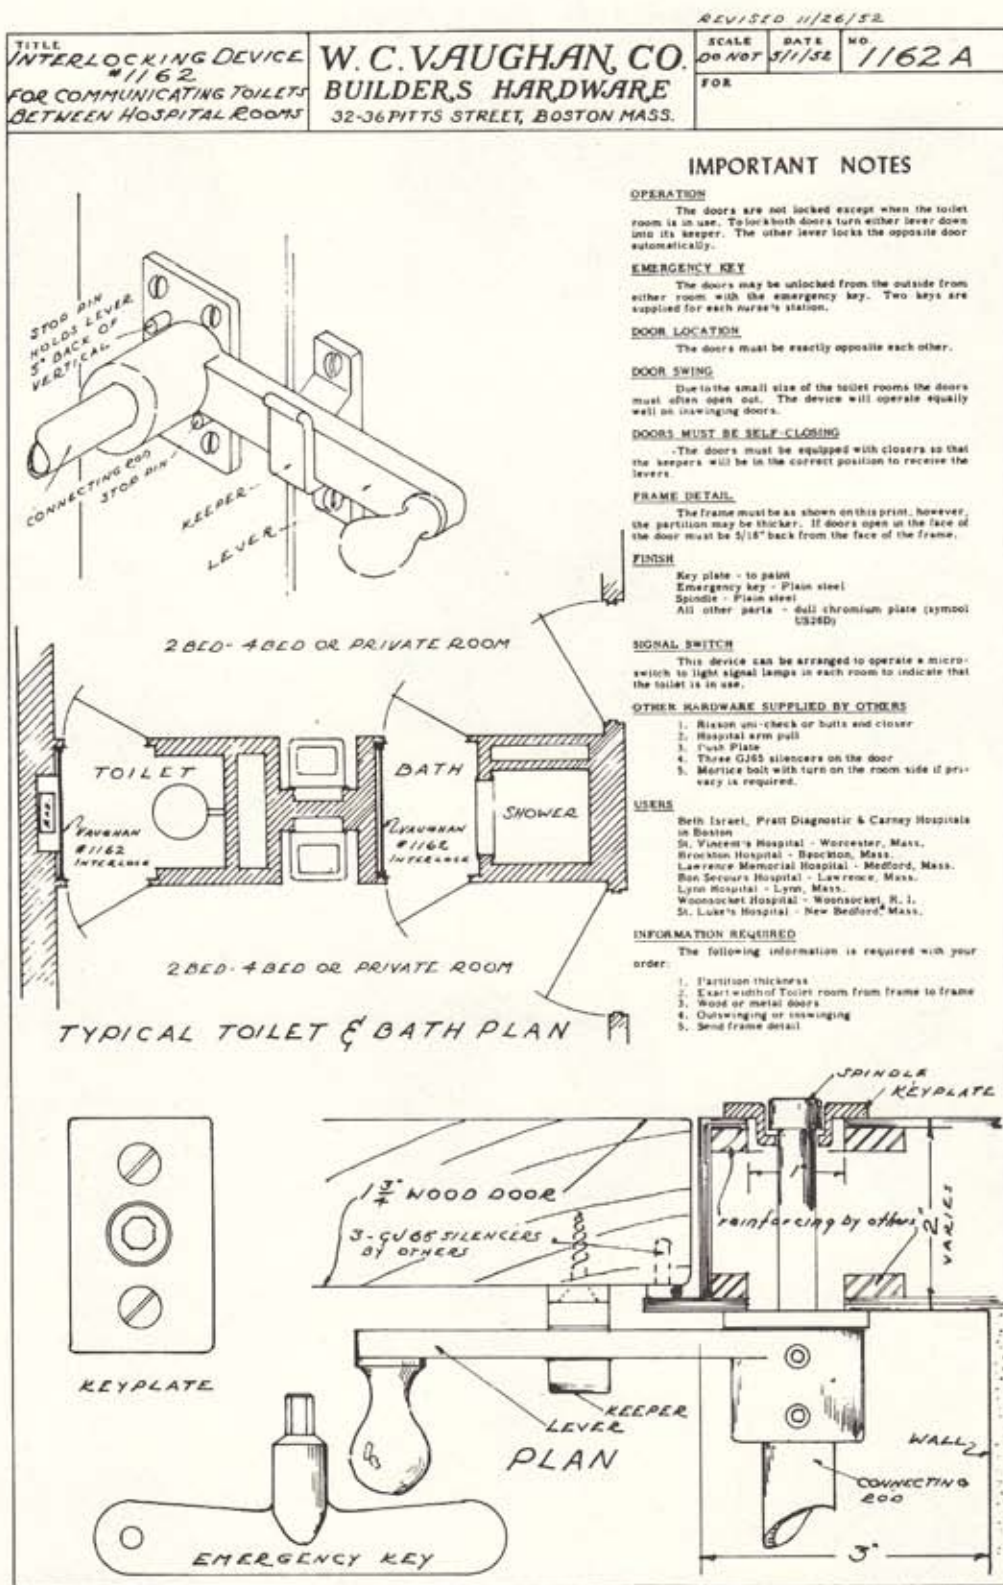 REVISED 11/26/52
TITLE
INTERLOCKING DEVICE
#1162
FOR COMMUNICATING TOILETS
BETWEEN HOSPITAL ROOMS
W. C. VAUGHAN, CO.
BUILDERS HARDWARE
32-36 PITTS STREET, BOSTON MASS.
SCALE
DO NOT
DATE
5/1/52
NO.
1162 A
FOR
IMPORTANT NOTES
OPERATION
The doors are not locked except when the toilet
room is in use. To lock both doors turn either lever down
into its keeper. The other lever locks the opposite door
automatically.
EMERGENCY KEY
The doors may be unlocked from the outside from
either room with the emergency key. Two keys are
supplied for each nurse's station.
DOOR LOCATION
The doors must be exactly opposite each other.
DOOR SWING
Due to the small size of the toilet rooms the doors
must often open out. The device will operate equally
well on inswinging doors.
DOORS MUST BE SELF-CLOSING
-The doors must be equipped with closers so that
the keepers will be in the correct position to receive the
levers.
FRAME DETAIL
The frame must be as shown on this print, however,
the partition may be thicker. If doors open in the face of
the door must be 5/16" back from the face of the frame.
FINISH
Key plate - to paint
Emergency key - Plain steel
Spindle - Plain steel
All other parts - dull chromium plate (symbol
US26D)
SIGNAL SWITCH
This device can be arranged to operate a micro-
switch to light signal lamps in each room to indicate that
the toilet is in use.
OTHER HARDWARE SUPPLIED BY OTHERS
1. Rixson uni-check or butts and closer
2. Hospital arm pull
3. Push Plate
4. Three GJ65 silencers on the door
5. Mortice bolt with turn on the room side if pri-
vacy is required.
USERS
Beth Israel, Pratt Diagnostic & Carney Hospitals
in Boston
St. Vincent's Hospital - Worcester, Mass.
Brockton Hospital - Brockton, Mass.
Lawrence Memorial Hospital - Medford, Mass.
Bon Secours Hospital - Lawrence, Mass.
Lynn Hospital - Lynn, Mass.
Woonsocket Hospital - Woonsocket, R. I.
St. Luke's Hospital - New Bedford, Mass.
INFORMATION REQUIRED
The following information is required with your
order:
1. Partition thickness
2. Exact width of Toilet room from frame to frame
3. Wood or metal doors
4. Outswinging or inswinging
5. Send frame detail
STOP PIN
HOLDS LEVER
5° BACK OF
VERTICAL
CONNECTING ROD
STOP PIN
KEEPER
LEVER
2 BED - 4 BED OR PRIVATE ROOM
TOILET
BATH
SHOWER
VAUGHAN
#1162
INTERLOCK
VAUGHAN
#1162
INTERLOCK
2 BED - 4 BED OR PRIVATE ROOM
TYPICAL TOILET & BATH PLAN
SPINDLE
KEYPLATE
1 3/4" WOOD DOOR
1"
reinforcing by others
2"
VARIES
3-GJ65 SILENCERS
BY OTHERS
KEYPLATE
KEEPER
LEVER
PLAN
WALL
CONNECTING
ROD
EMERGENCY KEY
3"